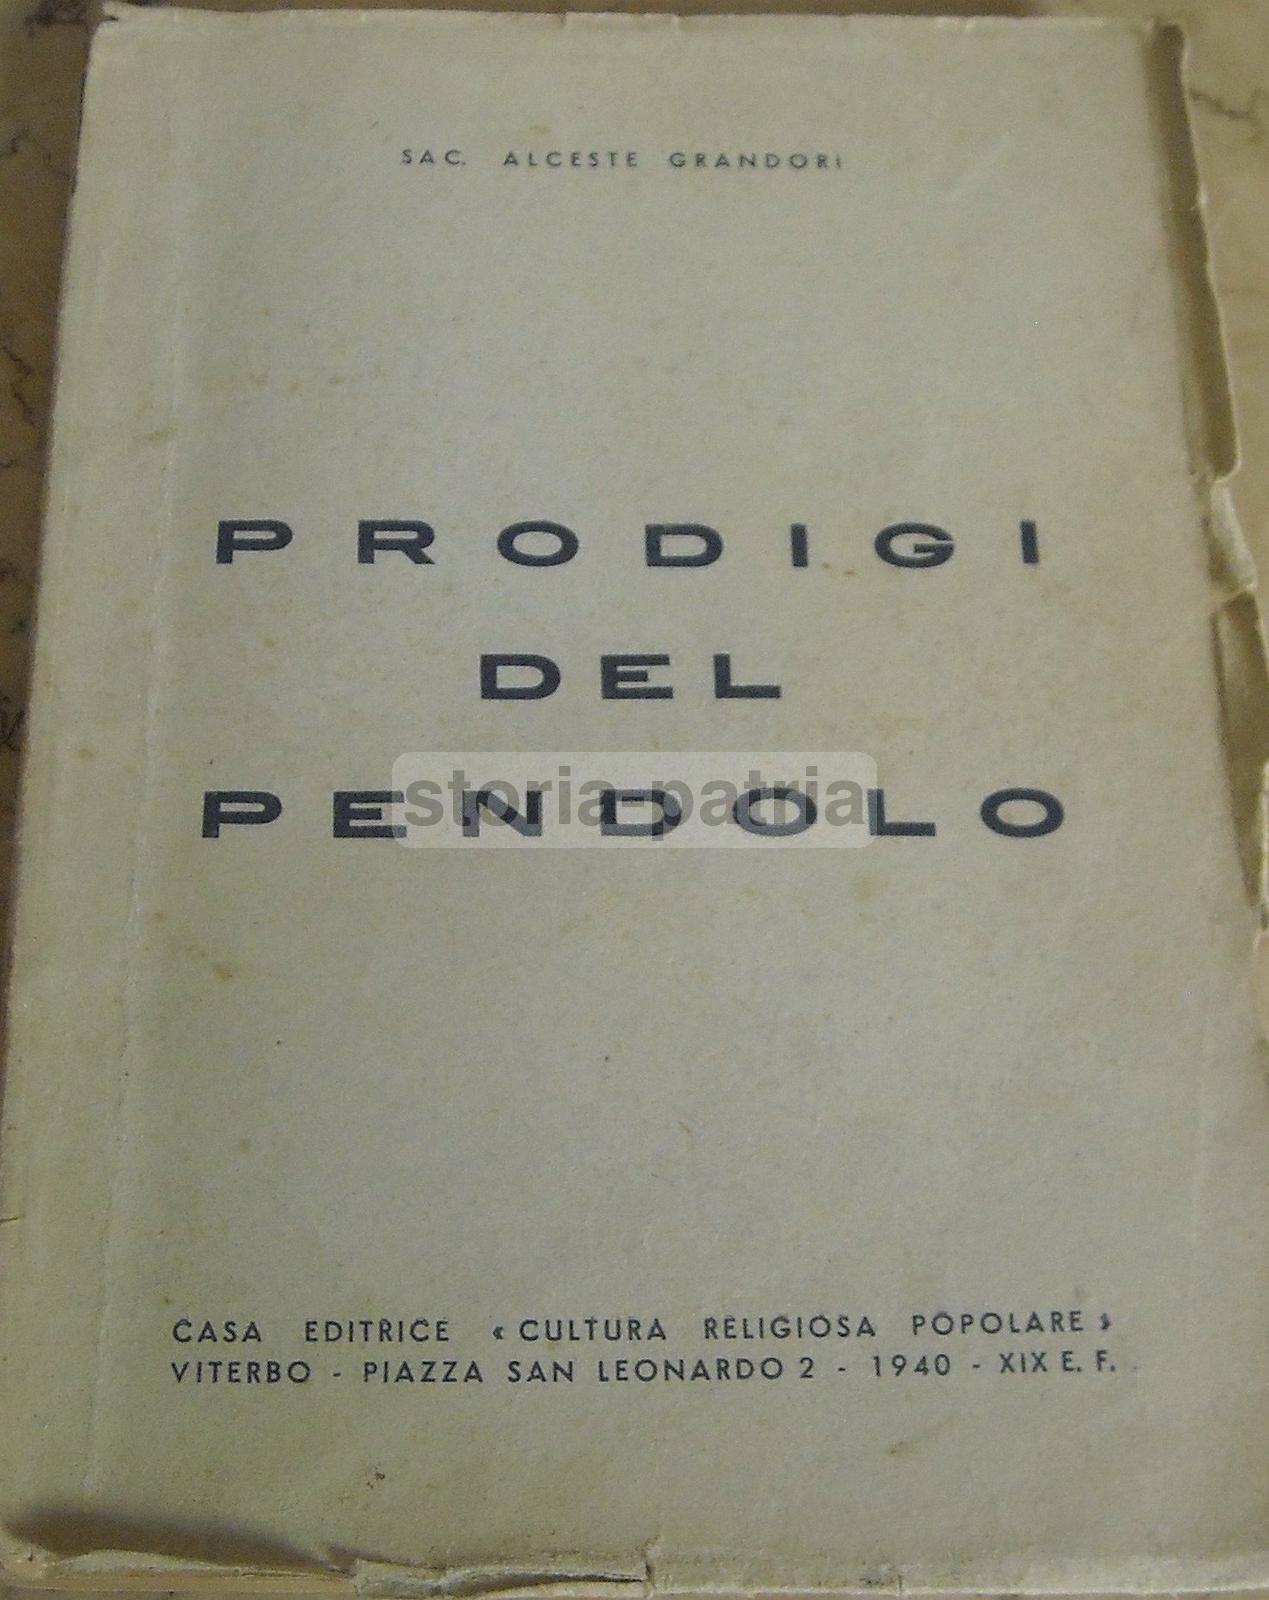 SAC. ALCESTE GRANDORI
PRODIGI
DEL
PENDOLO
storia-patria
CASA EDITRICE « CULTURA RELIGIOSA POPOLARE »
VITERBO - PIAZZA SAN LEONARDO 2 - 1940 - XIX E. F.